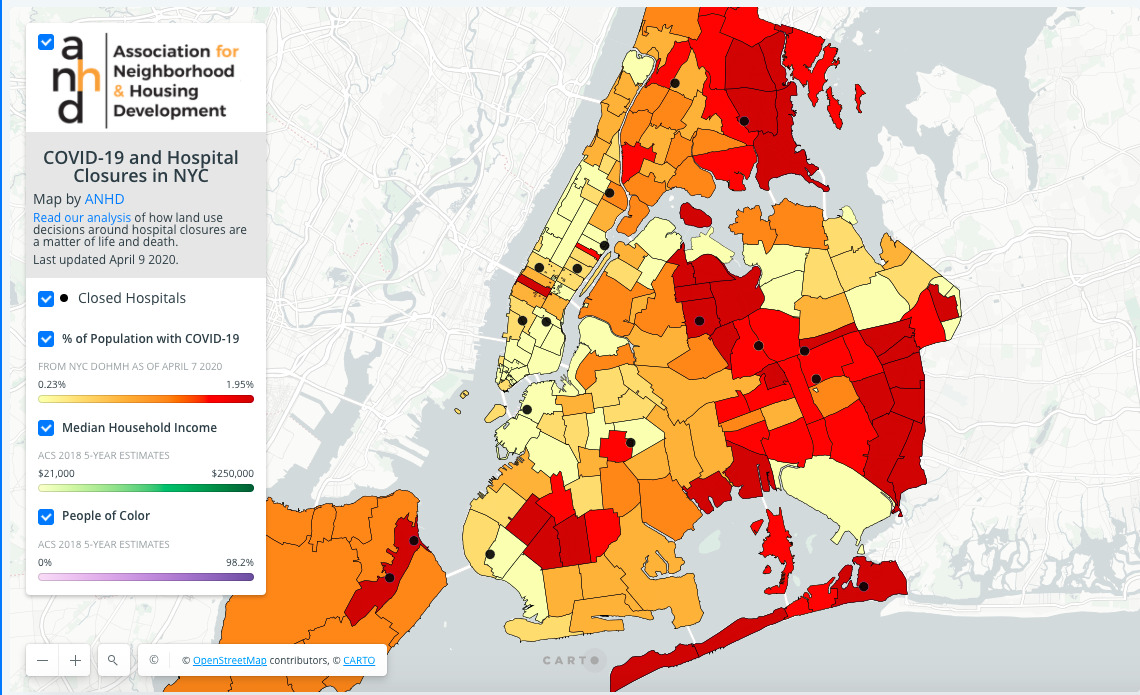 a
nh
d
Association for
Neighborhood
& Housing
Development
COVID-19 and Hospital
Closures in NYC
Map by ANHD
Read our analysis of how land use
decisions around hospital closures are
a matter of life and death.
Last updated April 9 2020.
Closed Hospitals
% of Population with COVID-19
FROM NYC DOHMH AS OF APRIL 7 2020
0.23% 1.95%
Median Household Income
ACS 2018 5-YEAR ESTIMATES
$21,000 $250,000
People of Color
ACS 2018 5-YEAR ESTIMATES
0% 98.2%
© © OpenStreetMap contributors, © CARTO
CARTO